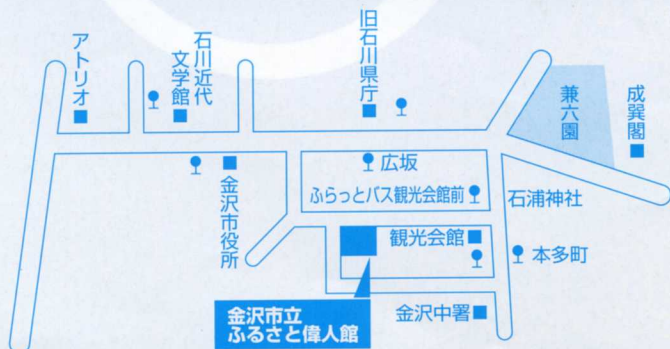 アトリオ
石川近代
文学館
旧石川県庁
兼六園
成巽閣
金沢市役所
広坂
ふらっとバス観光会館前
石浦神社
観光会館
本多町
金沢中署
金沢市立
ふるさと偉人館